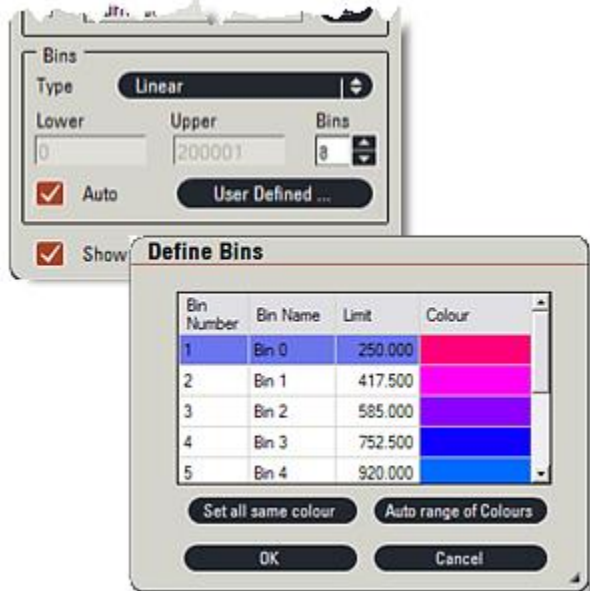 Bins
Type Linear
Lower Upper Bins
0 200001 8
Auto User Defined ...
Show
Define Bins
Bin Number Bin Name Limit Colour
1 Bin 0 250.000
2 Bin 1 417.500
3 Bin 2 585.000
4 Bin 3 752.500
5 Bin 4 920.000
Set all same colour Auto range of Colours
OK Cancel